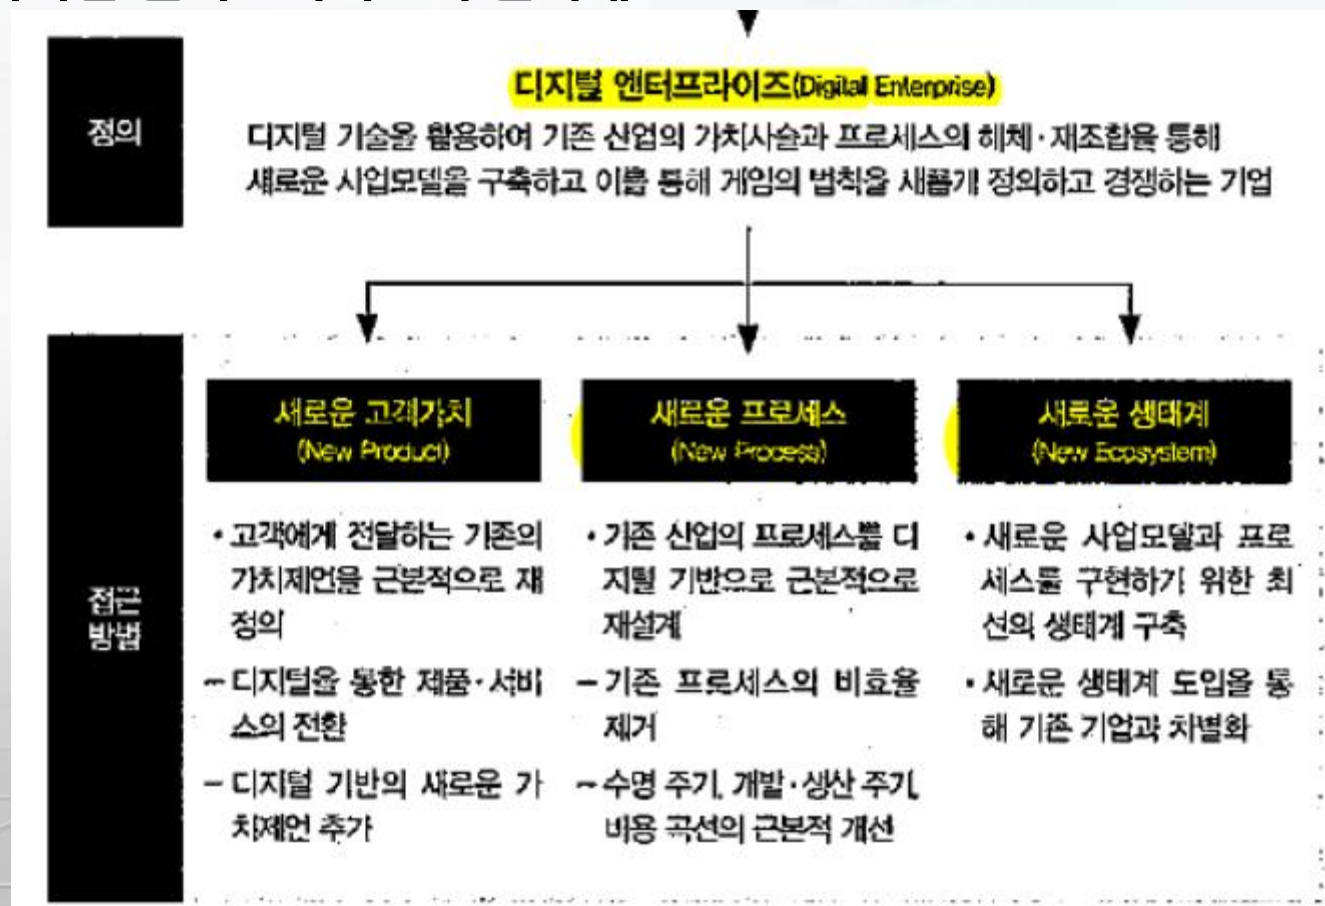 정의
디지털 엔터프라이즈(Digital Enterprise)
디지털 기술을 활용하여 기존 산업의 가치사슬과 프로세스의 해체·재조합을 통해
새로운 사업모델을 구축하고 이를 통해 게임의 법칙을 새롭게 정의하고 경쟁하는 기업
접근
방법
새로운 고객가치
(New Product)
• 고객에게 전달하는 기존의
가치제언을 근본적으로 재
정의
– 디지털을 통한 제품·서비
스의 전환
– 디지털 기반의 새로운 가
치제언 추가
새로운 프로세스
(New Process)
• 기존 산업의 프로세스를 디
지털 기반으로 근본적으로
재설계
– 기존 프로세스의 비효율
제거
– 수명 주기, 개발·생산 주기,
비용 곡선의 근본적 개선
새로운 생태계
(New Ecosystem)
• 새로운 사업모델과 프로
세스를 구현하기 위한 최
선의 생태계 구축
• 새로운 생태계 도입을 통
해 기존 기업과 차별화